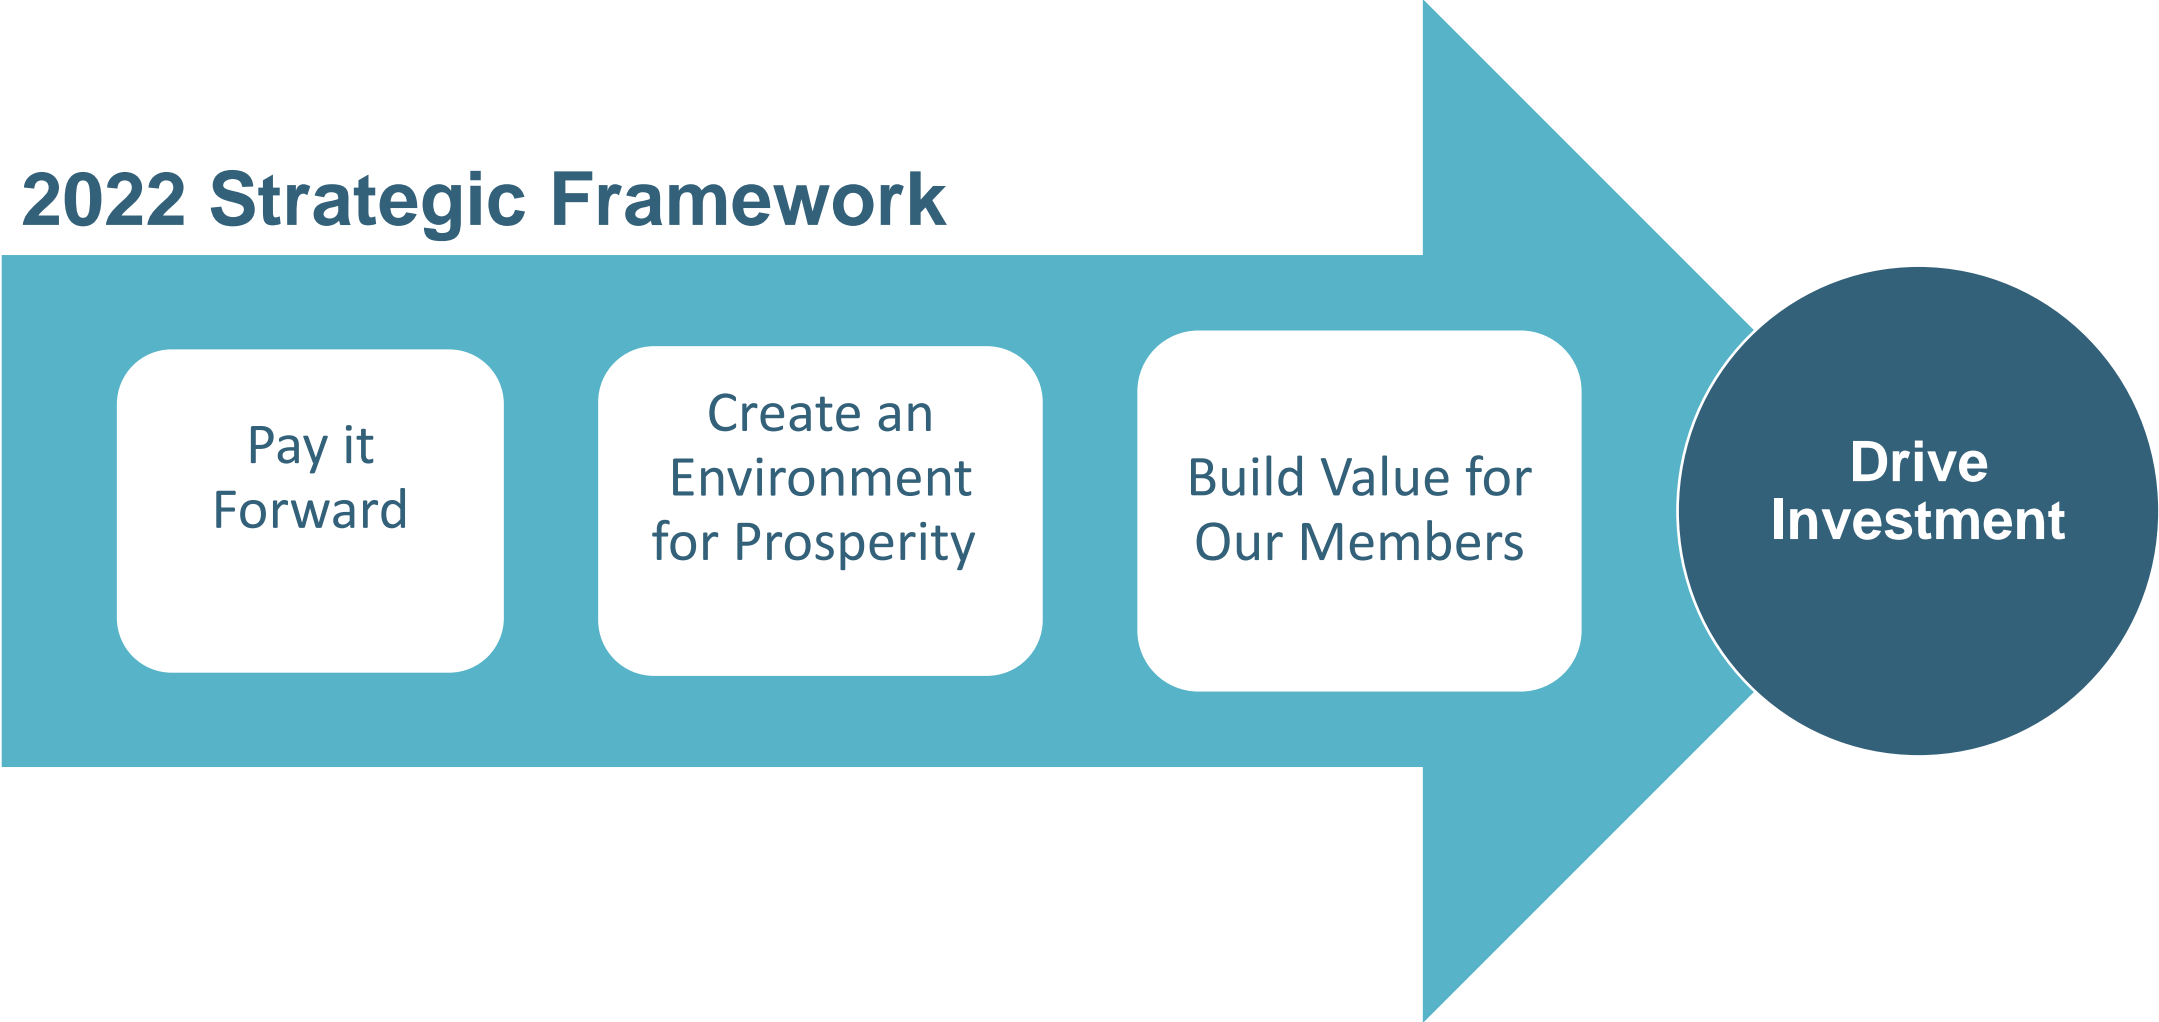 2022 Strategic Framework
Pay it
Forward
Create an
Environment
for Prosperity
Build Value for
Our Members
Drive
Investment